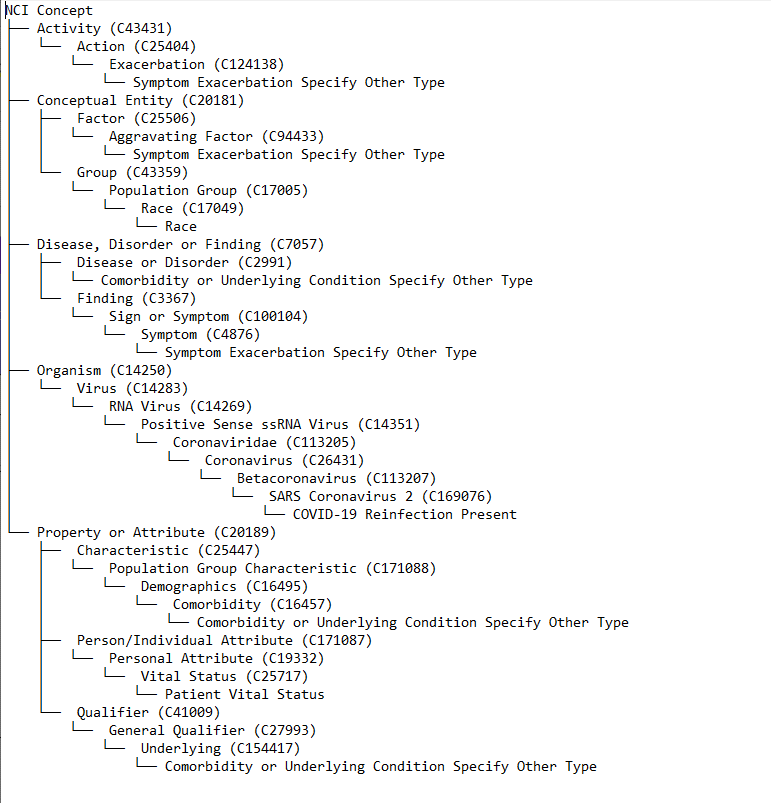 NCI Concept
├── Activity (C43431)
│   └── Action (C25404)
│       └── Exacerbation (C124138)
│           └── Symptom Exacerbation Specify Other Type
├── Conceptual Entity (C20181)
│   ├── Factor (C25506)
│   │   └── Aggravating Factor (C94433)
│   │       └── Symptom Exacerbation Specify Other Type
│   └── Group (C43359)
│       └── Population Group (C17005)
│           └── Race (C17049)
│               └── Race
├── Disease, Disorder or Finding (C7057)
│   ├── Disease or Disorder (C2991)
│   │   └── Comorbidity or Underlying Condition Specify Other Type
│   └── Finding (C3367)
│       └── Sign or Symptom (C100104)
│           └── Symptom (C4876)
│               └── Symptom Exacerbation Specify Other Type
├── Organism (C14250)
│   └── Virus (C14283)
│       └── RNA Virus (C14269)
│           └── Positive Sense ssRNA Virus (C14351)
│               └── Coronaviridae (C113205)
│                   └── Coronavirus (C26431)
│                       └── Betacoronavirus (C113207)
│                           └── SARS Coronavirus 2 (C169076)
│                               └── COVID-19 Reinfection Present
└── Property or Attribute (C20189)
    ├── Characteristic (C25447)
    │   └── Population Group Characteristic (C171088)
    │       └── Demographics (C16495)
    │           └── Comorbidity (C16457)
    │               └── Comorbidity or Underlying Condition Specify Other Type
    ├── Person/Individual Attribute (C171087)
    │   └── Personal Attribute (C19332)
    │       └── Vital Status (C25717)
    │           └── Patient Vital Status
    └── Qualifier (C41009)
        └── General Qualifier (C27993)
            └── Underlying (C154417)
                └── Comorbidity or Underlying Condition Specify Other Type